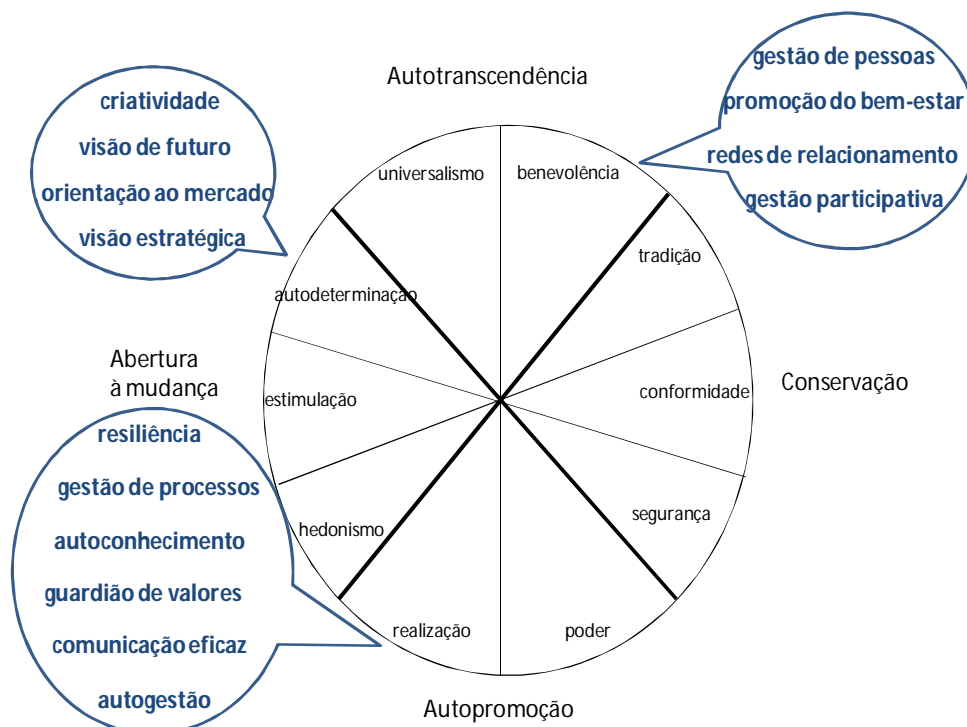 Autotranscendência
criatividade
visão de futuro
orientação ao mercado
visão estratégica
gestão de pessoas
promoção do bem-estar
redes de relacionamento
gestão participativa
universalismo
benevolência
tradição
autodeterminação
Abertura
à mudança
estimulação
conformidade
Conservação
resiliência
gestão de processos
autoconhecimento
guardião de valores
comunicação eficaz
autogestão
hedonismo
segurança
realização
poder
Autopromoção